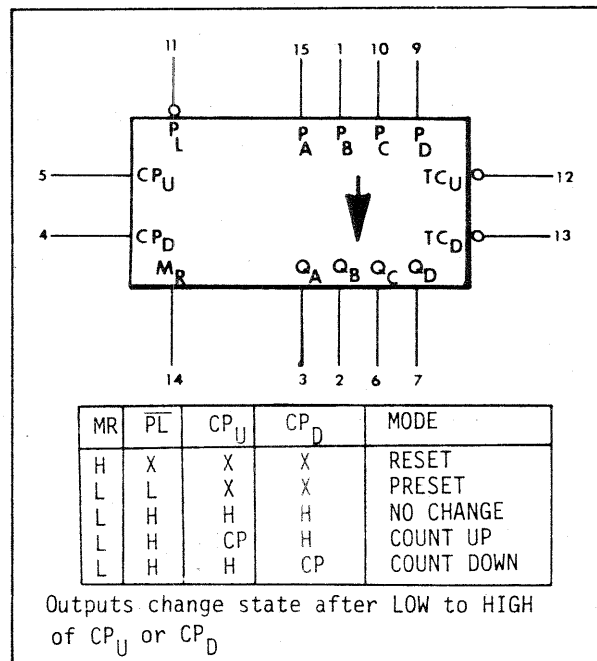 11 15 1 10 9
PL PA PB PC PD
5 CPU TCU 12
4 CPD TCD 13
MR QA QB QC QD
14 3 2 6 7
MR P̅L̅ CPU CPD MODE
H X X X RESET
L L X X PRESET
L H H H NO CHANGE
L H CP H COUNT UP
L H H CP COUNT DOWN
Outputs change state after LOW to HIGH
of CPU or CPD